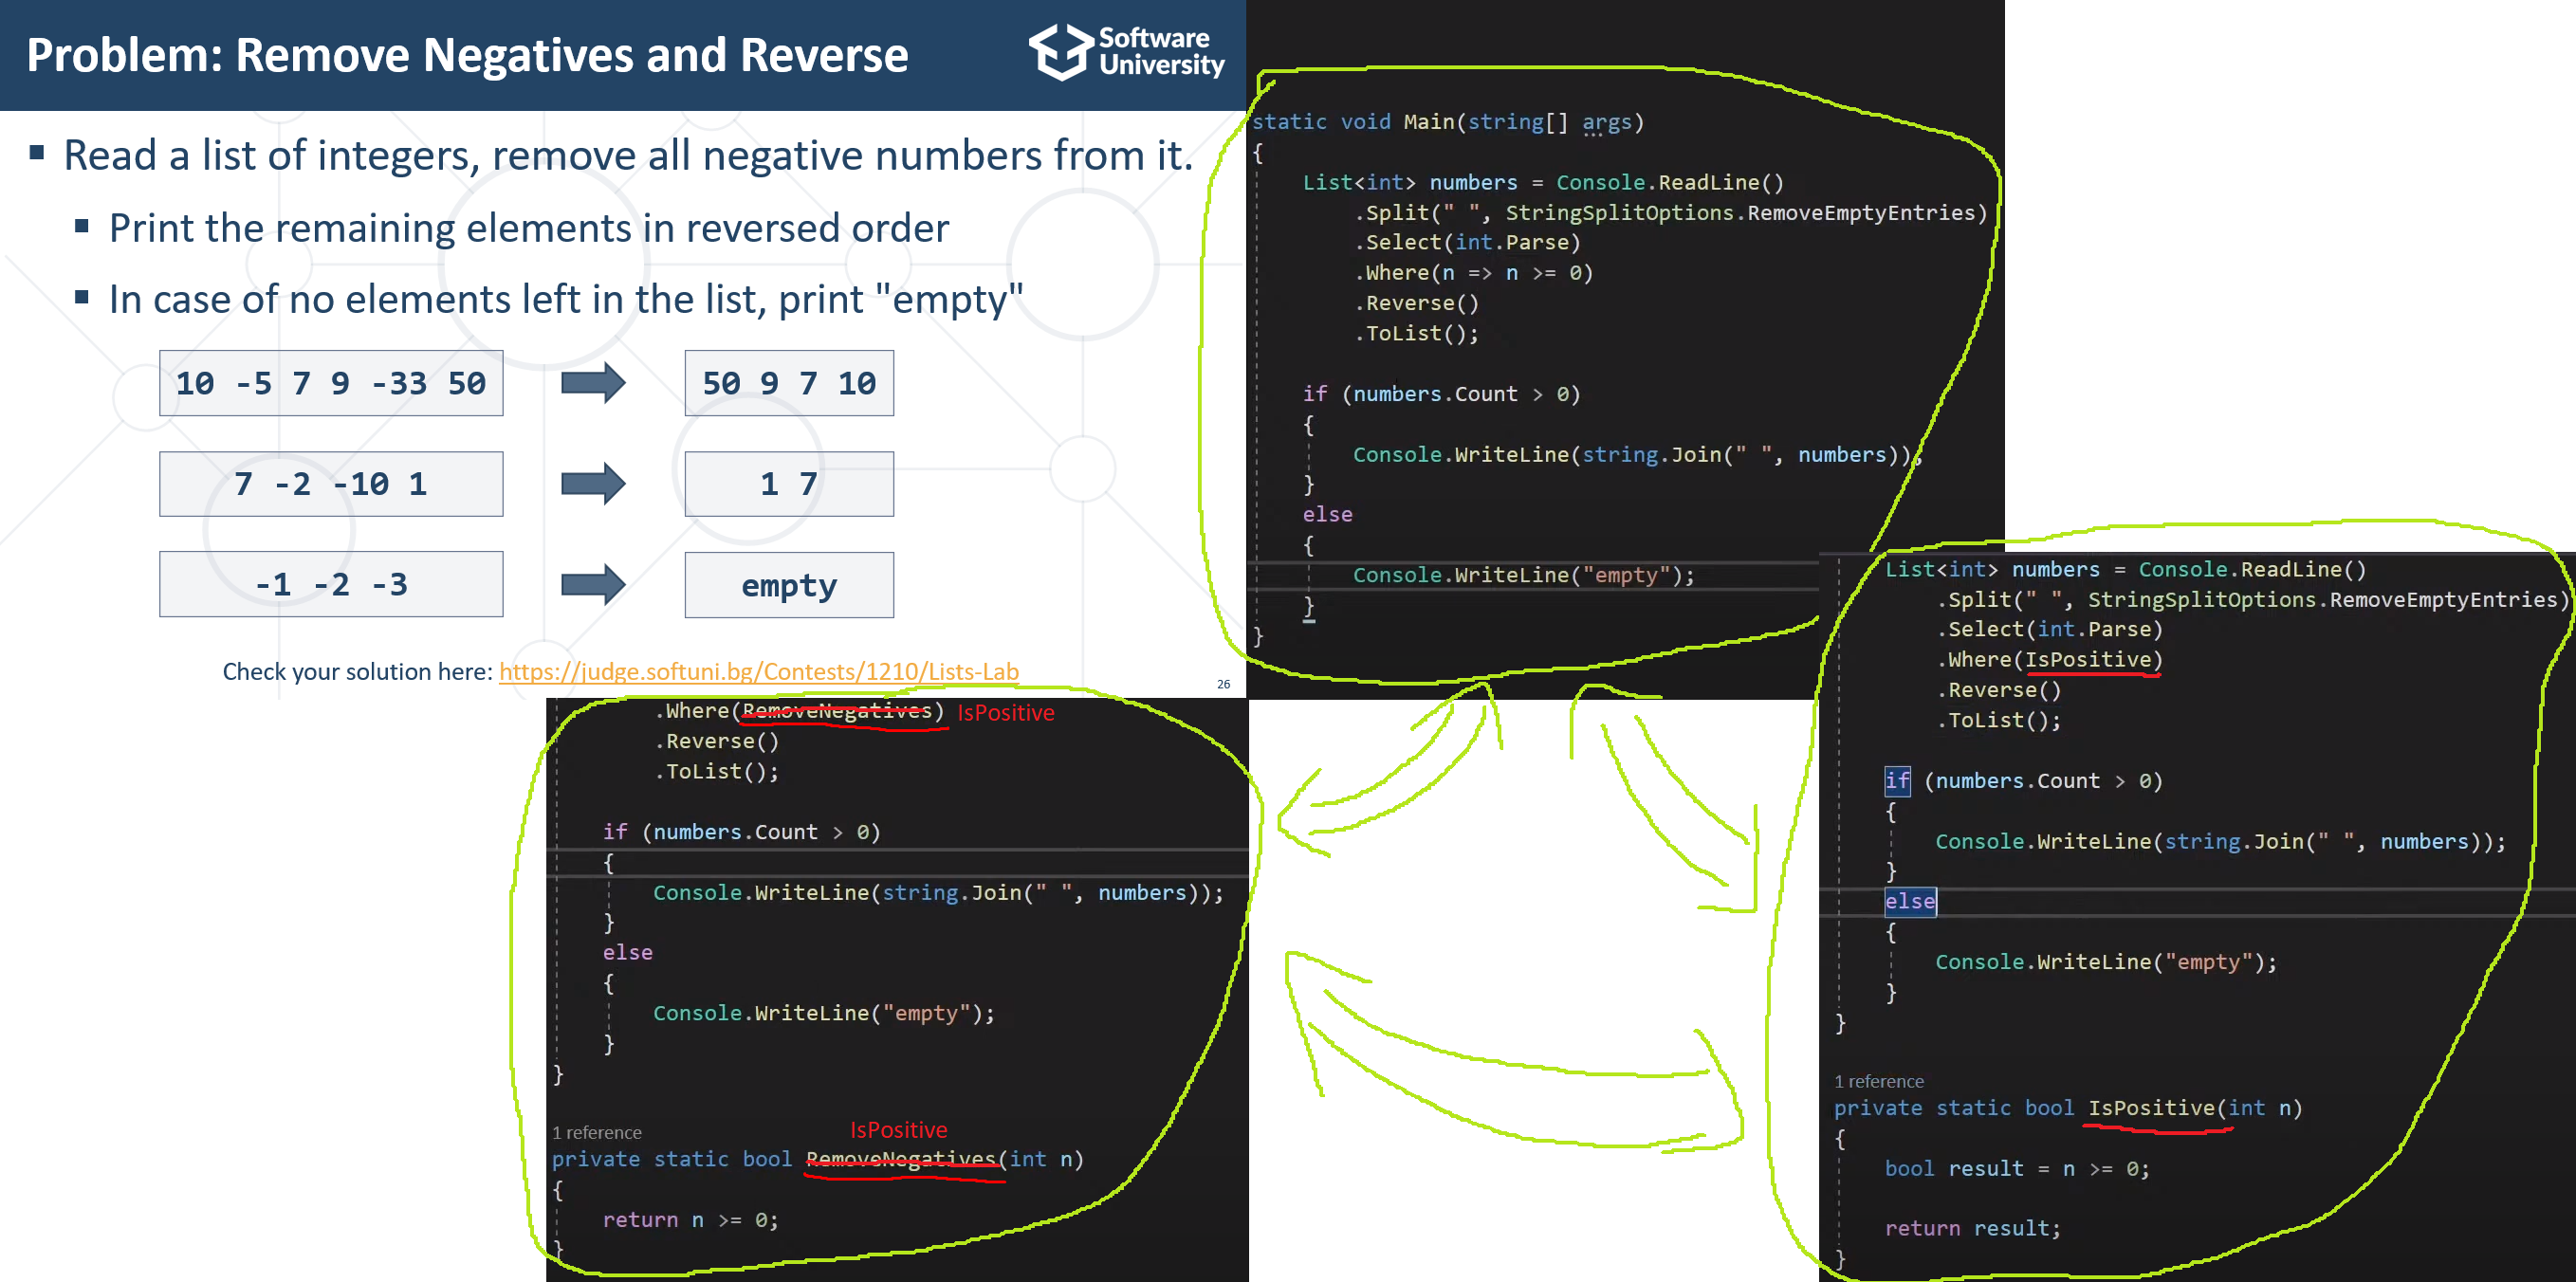 Problem: Remove Negatives and Reverse
Software
University
▪ Read a list of integers, remove all negative numbers from it.
▪ Print the remaining elements in reversed order
▪ In case of no elements left in the list, print "empty"
10 -5 7 9 -33 50
50 9 7 10
7 -2 -10 1
1 7
-1 -2 -3
empty
Check your solution here: https://judge.softuni.bg/Contests/1210/Lists-Lab
26
static void Main(string[] args)
{
List<int> numbers = Console.ReadLine()
.Split(" ", StringSplitOptions.RemoveEmptyEntries)
.Select(int.Parse)
.Where(n => n >= 0)
.Reverse()
.ToList();
if (numbers.Count > 0)
{
Console.WriteLine(string.Join(" ", numbers));
}
else
{
Console.WriteLine("empty");
}
}
.Where(RemoveNegatives) IsPositive
.Reverse()
.ToList();
if (numbers.Count > 0)
{
Console.WriteLine(string.Join(" ", numbers));
}
else
{
Console.WriteLine("empty");
}
}
1 reference
IsPositive
private static bool RemoveNegatives(int n)
{
return n >= 0;
}
List<int> numbers = Console.ReadLine()
.Split(" ", StringSplitOptions.RemoveEmptyEntries)
.Select(int.Parse)
.Where(IsPositive)
.Reverse()
.ToList();
if (numbers.Count > 0)
{
Console.WriteLine(string.Join(" ", numbers));
}
else
{
Console.WriteLine("empty");
}
}
1 reference
private static bool IsPositive(int n)
{
bool result = n >= 0;
return result;
}